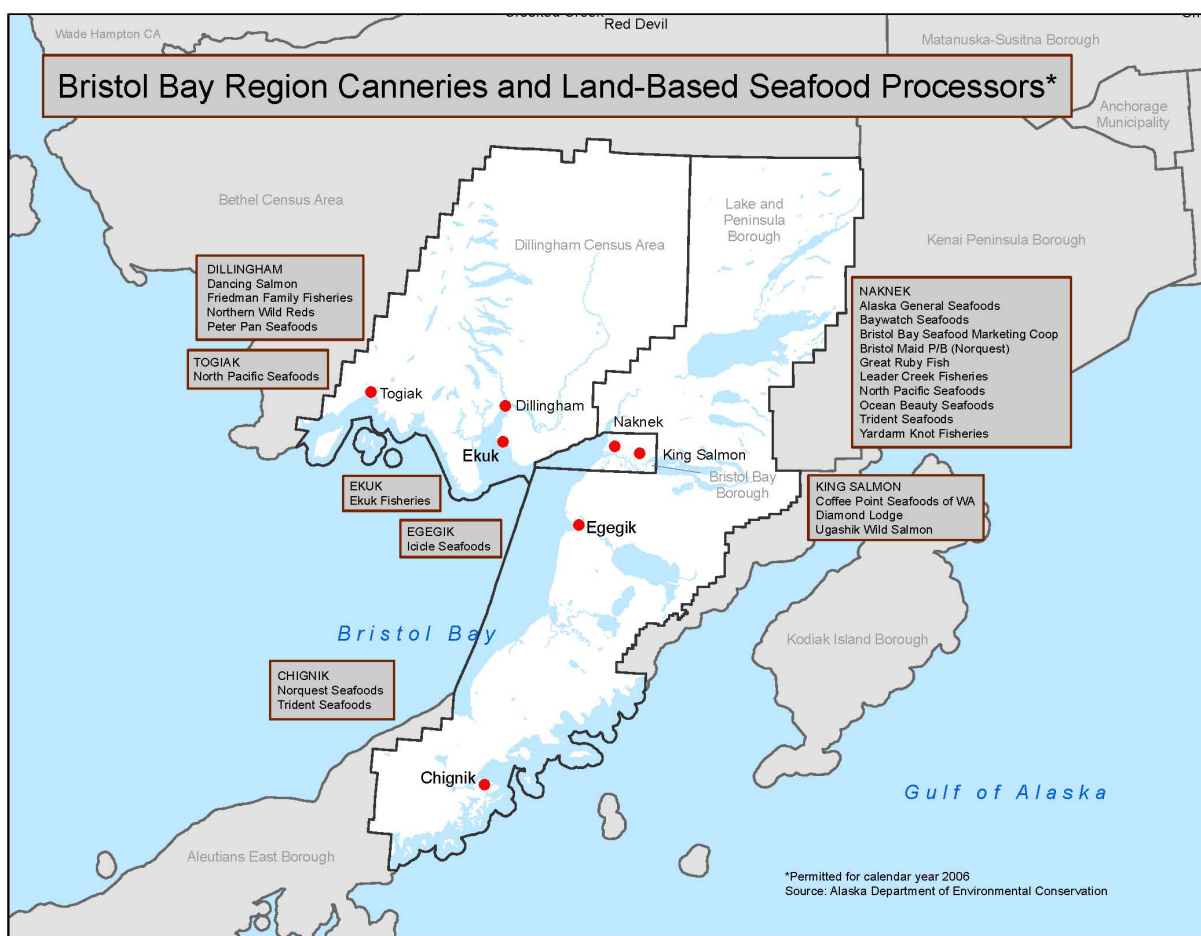 Crooked Creek
Red Devil
Wade Hampton CA
Matanuska-Susitna Borough
Bristol Bay Region Canneries and Land-Based Seafood Processors*
Anchorage
Municipality
Bethel Census Area
Lake and
Peninsula
Borough
Dillingham Census Area
Kenai Peninsula Borough
DILLINGHAM
Dancing Salmon
Friedman Family Fisheries
Northern Wild Reds
Peter Pan Seafoods
NAKNEK
Alaska General Seafoods
Baywatch Seafoods
Bristol Bay Seafood Marketing Coop
Bristol Maid P/B (Norquest)
Great Ruby Fish
Leader Creek Fisheries
North Pacific Seafoods
Ocean Beauty Seafoods
Trident Seafoods
Yardarm Knot Fisheries
TOGIAK
North Pacific Seafoods
Togiak
Dillingham
Naknek
Ekuk
King Salmon
Bristol Bay
Borough
EKUK
Ekuk Fisheries
KING SALMON
Coffee Point Seafoods of WA
Diamond Lodge
Ugashik Wild Salmon
EGEGIK
Icicle Seafoods
Egegik
Bristol Bay
Kodiak Island Borough
CHIGNIK
Norquest Seafoods
Trident Seafoods
Chignik
Gulf of Alaska
Aleutians East Borough
*Permitted for calendar year 2006
Source: Alaska Department of Environmental Conservation